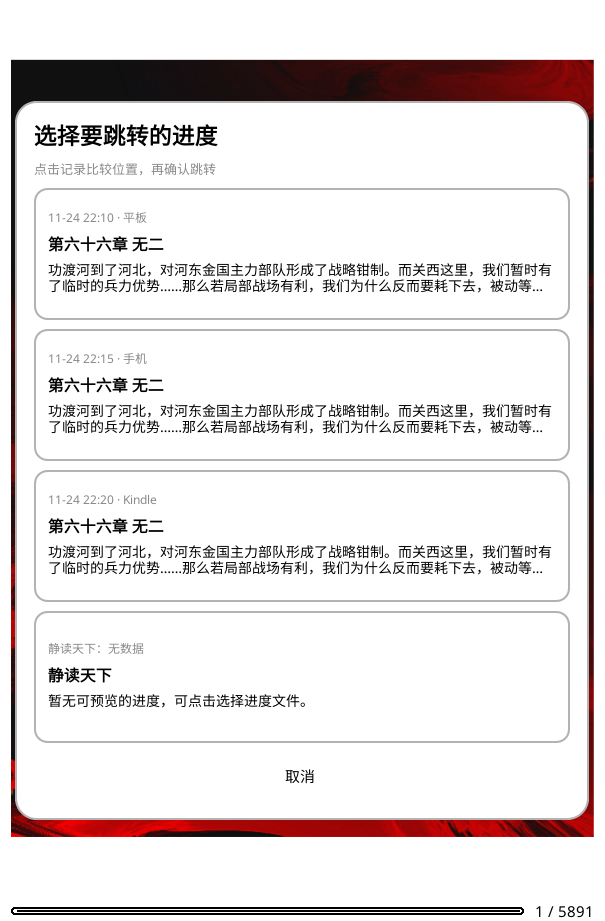 选择要跳转的进度
点击记录比较位置，再确认跳转
11-24 22:10 · 平板
第六十六章 无二
功渡河到了河北，对河东金国主力部队形成了战略钳制。而关西这里，我们暂时有
了临时的兵力优势……那么若局部战场有利，我们为什么反而要耗下去，被动等…
11-24 22:15 · 手机
第六十六章 无二
功渡河到了河北，对河东金国主力部队形成了战略钳制。而关西这里，我们暂时有
了临时的兵力优势……那么若局部战场有利，我们为什么反而要耗下去，被动等…
11-24 22:20 · Kindle
第六十六章 无二
功渡河到了河北，对河东金国主力部队形成了战略钳制。而关西这里，我们暂时有
了临时的兵力优势……那么若局部战场有利，我们为什么反而要耗下去，被动等…
静读天下：无数据
静读天下
暂无可预览的进度，可点击选择进度文件。
取消
1 / 5891